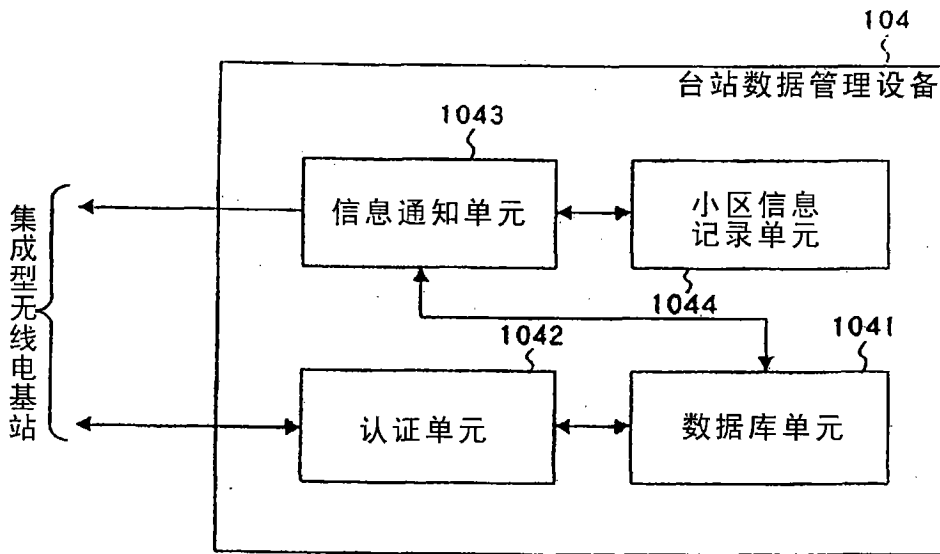 104
台站数据管理设备
1043
信息通知单元
小区信息
记录单元
1044
集成型无线电基站
1042
1041
认证单元
数据库单元